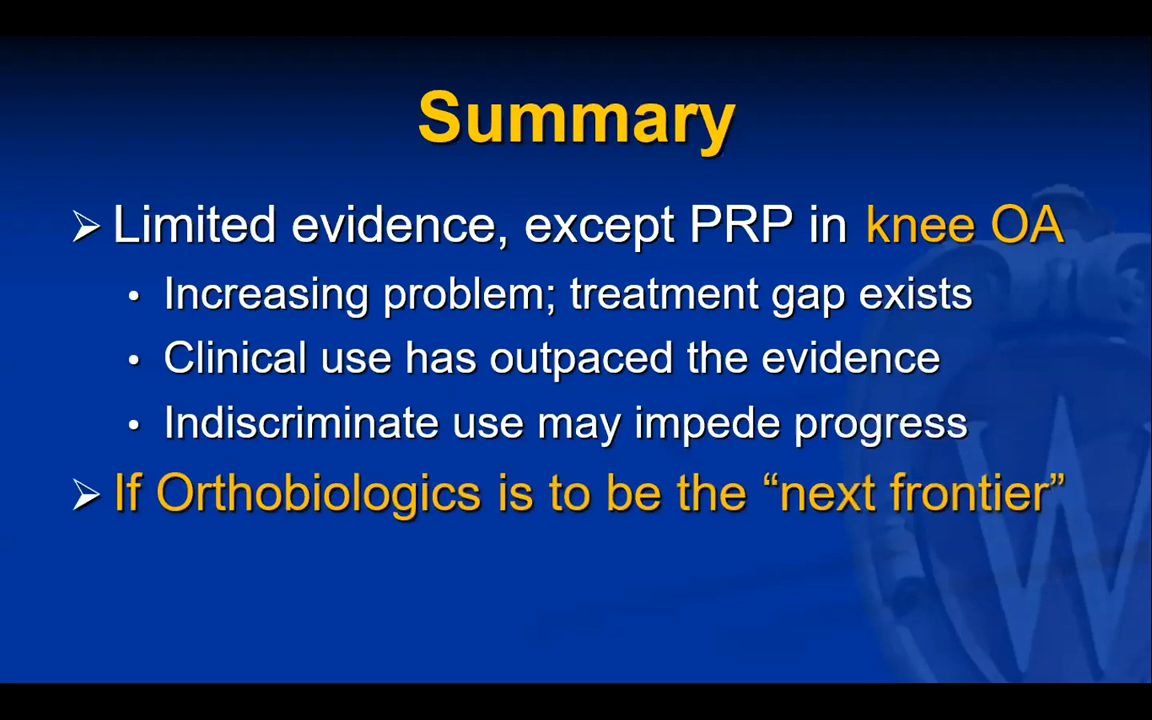 Summary
➢ Limited evidence, except PRP in knee OA
• Increasing problem; treatment gap exists
• Clinical use has outpaced the evidence
• Indiscriminate use may impede progress
➢ If Orthobiologics is to be the “next frontier”
W